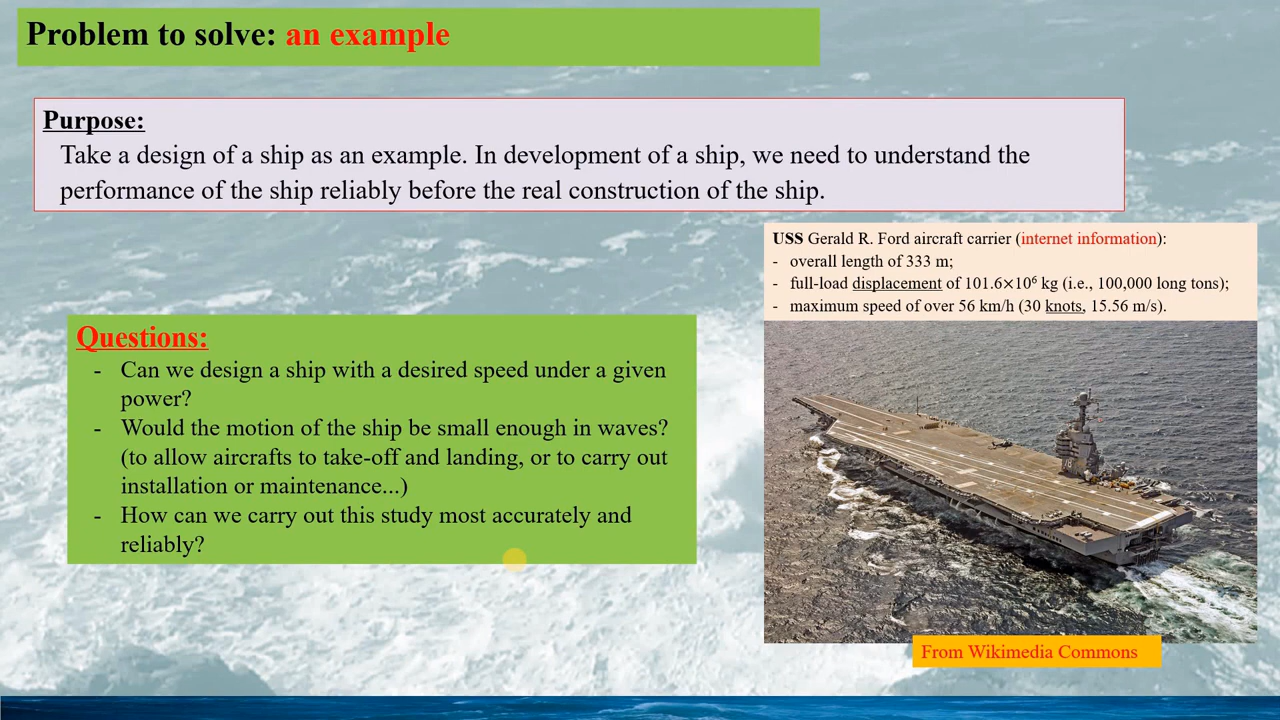 Problem to solve: an example
Purpose:
Take a design of a ship as an example. In development of a ship, we need to understand the
performance of the ship reliably before the real construction of the ship.
USS Gerald R. Ford aircraft carrier (internet information):
- overall length of 333 m;
- full-load displacement of 101.6×10⁶ kg (i.e., 100,000 long tons);
- maximum speed of over 56 km/h (30 knots, 15.56 m/s).
Questions:
- Can we design a ship with a desired speed under a given
power?
- Would the motion of the ship be small enough in waves?
(to allow aircrafts to take-off and landing, or to carry out
installation or maintenance...)
- How can we carry out this study most accurately and
reliably?
From Wikimedia Commons